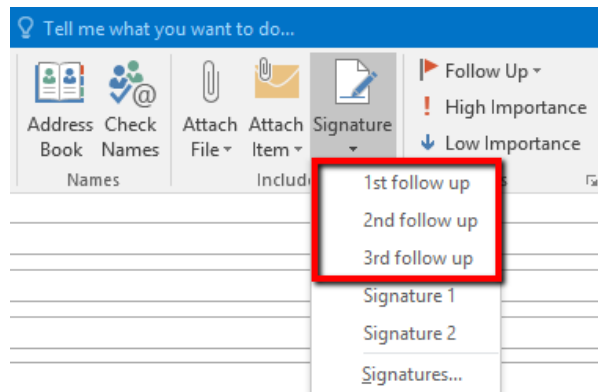 Tell me what you want to do...
Address Book
Check Names
Attach File
Attach Item
Signature
Follow Up
High Importance
Low Importance
Names
Includ
s
1st follow up
2nd follow up
3rd follow up
Signature 1
Signature 2
Signatures...